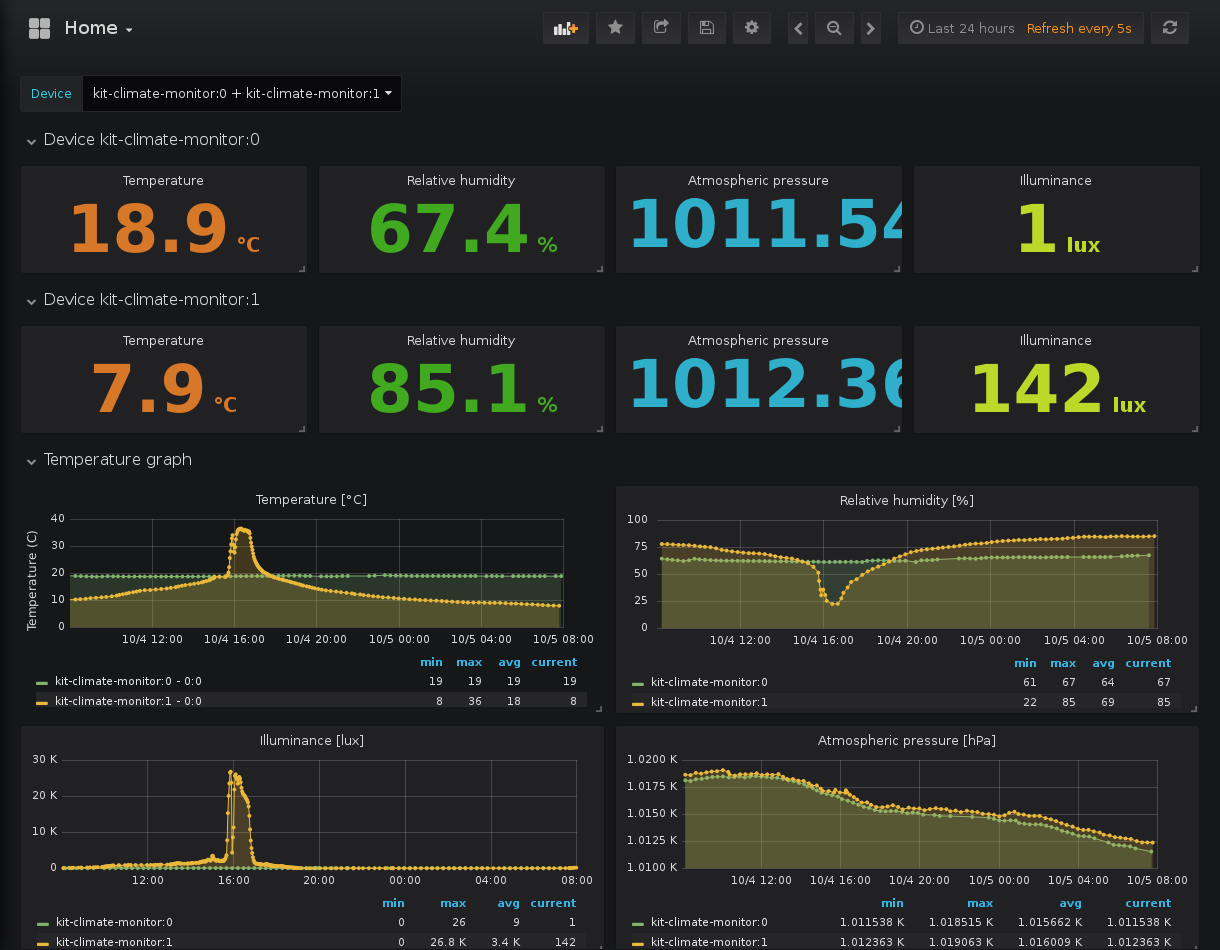 Home
Last 24 hours Refresh every 5s
Device kit-climate-monitor:0 + kit-climate-monitor:1
Device kit-climate-monitor:0
Temperature Relative humidity Atmospheric pressure Illuminance
18.9 °C 67.4 % 1011.54 1 lux
Device kit-climate-monitor:1
Temperature Relative humidity Atmospheric pressure Illuminance
7.9 °C 85.1 % 1012.36 142 lux
Temperature graph
Temperature [°C]
Temperature (C)
40
30
20
10
0
10/4 12:00 10/4 16:00 10/4 20:00 10/5 00:00 10/5 04:00 10/5 08:00
min max avg current
kit-climate-monitor:0 - 0:0 19 19 19 19
kit-climate-monitor:1 - 0:0 8 36 18 8
Relative humidity [%]
100
75
50
25
0
10/4 12:00 10/4 16:00 10/4 20:00 10/5 00:00 10/5 04:00 10/5 08:00
min max avg current
kit-climate-monitor:0 61 67 64 67
kit-climate-monitor:1 22 85 69 85
Illuminance [lux]
30 K
20 K
10 K
0
12:00 16:00 20:00 00:00 04:00 08:00
min max avg current
kit-climate-monitor:0 0 26 9 1
kit-climate-monitor:1 0 26.8 K 3.4 K 142
Atmospheric pressure [hPa]
1.0200 K
1.0175 K
1.0150 K
1.0125 K
1.0100 K
10/4 12:00 10/4 16:00 10/4 20:00 10/5 00:00 10/5 04:00 10/5 08:00
min max avg current
kit-climate-monitor:0 1.011538 K 1.018515 K 1.015662 K 1.011538 K
kit-climate-monitor:1 1.012363 K 1.019063 K 1.016009 K 1.012363 K